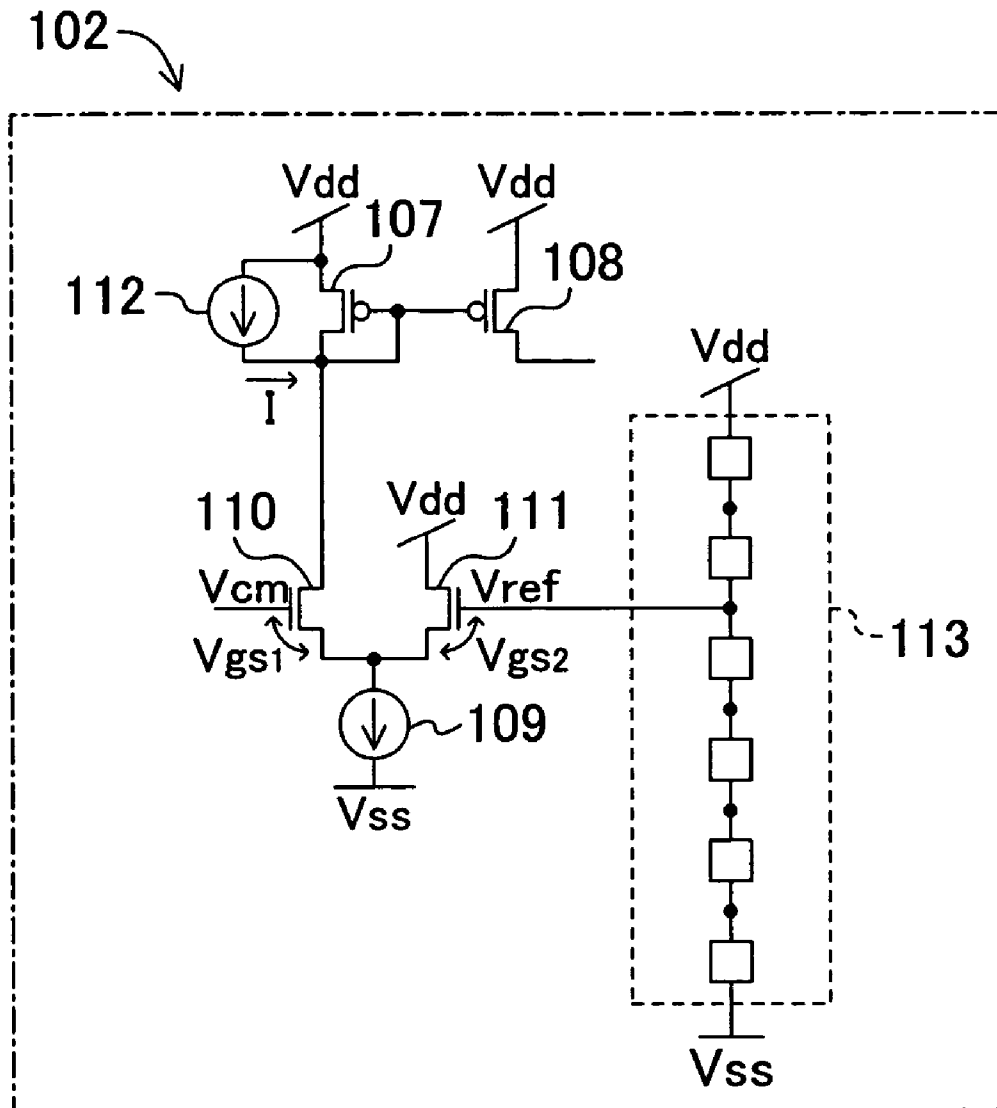 102
Vdd
Vdd
107
108
112
I
Vdd
110
Vdd
111
Vcm
Vref
Vgs1
Vgs2
113
109
Vss
Vss